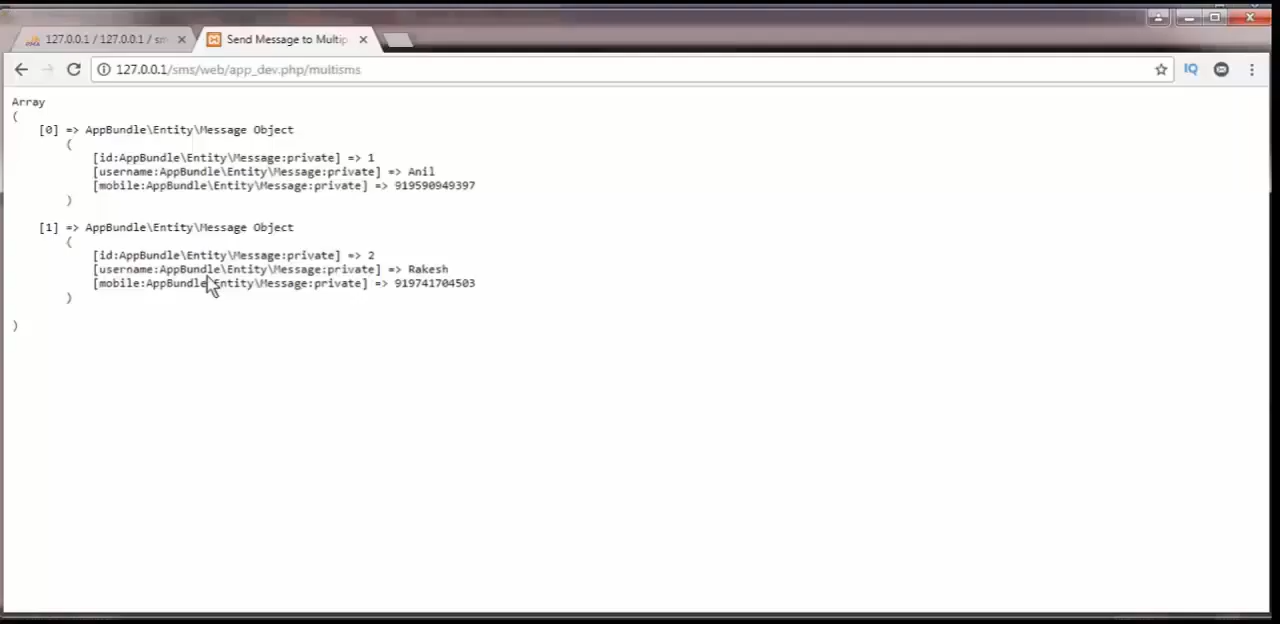 127.0.0.1 / 127.0.0.1 / sm
Send Message to Multip
127.0.0.1/sms/web/app_dev.php/multisms
IQ
Array
(
[0] => AppBundle\Entity\Message Object
(
[id:AppBundle\Entity\Message:private] => 1
[username:AppBundle\Entity\Message:private] => Anil
[mobile:AppBundle\Entity\Message:private] => 919590949397
)
[1] => AppBundle\Entity\Message Object
(
[id:AppBundle\Entity\Message:private] => 2
[username:AppBundle\Entity\Message:private] => Rakesh
[mobile:AppBundle\Entity\Message:private] => 919741704503
)
)